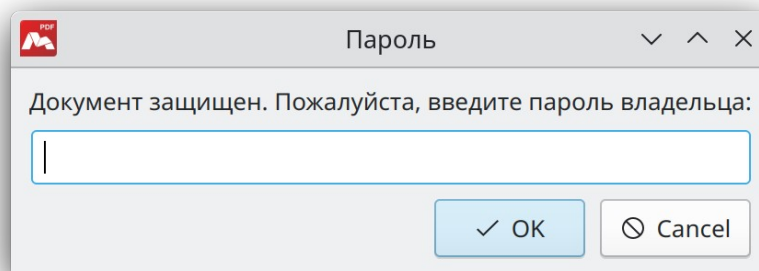 PDF
Пароль
Документ защищен. Пожалуйста, введите пароль владельца:
OK
Cancel